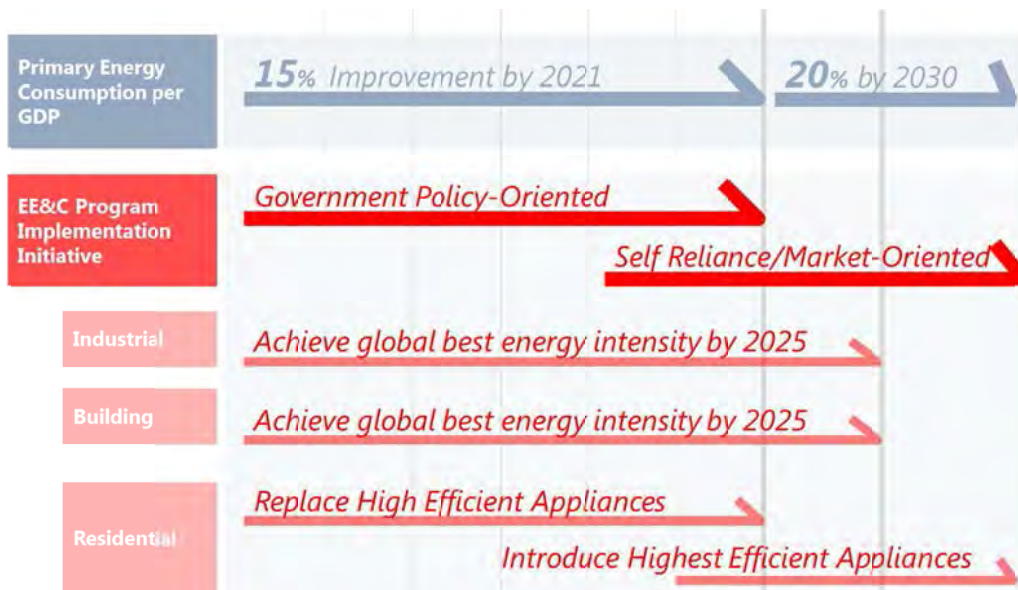 Primary Energy
Consumption per
GDP
15% Improvement by 2021
20% by 2030
EE&C Program
Implementation
Initiative
Government Policy-Oriented
Self Reliance/Market-Oriented
Industrial
Achieve global best energy intensity by 2025
Building
Achieve global best energy intensity by 2025
Residential
Replace High Efficient Appliances
Introduce Highest Efficient Appliances